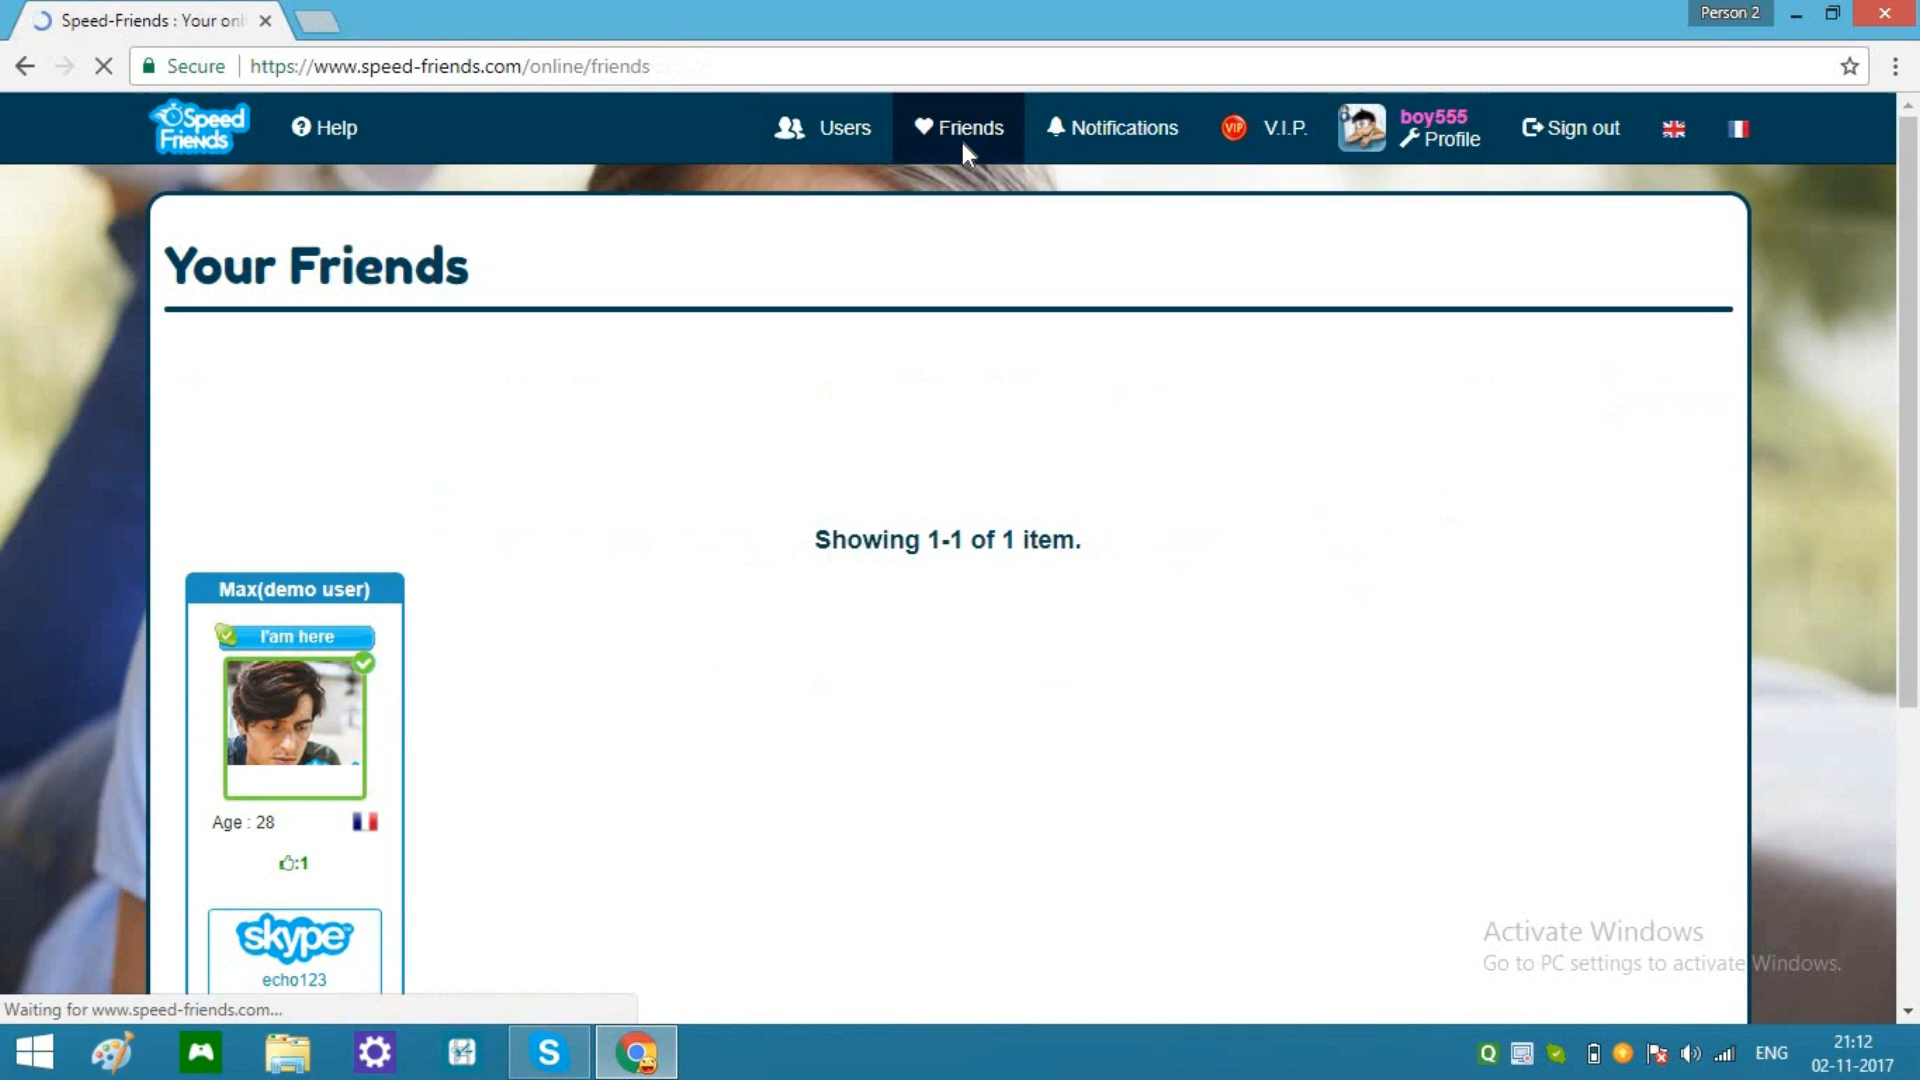 Speed-Friends : Your onl
Person 2
Secure
https://www.speed-friends.com/online/friends
Speed
Friends
Help
Users
Friends
Notifications
VIP
V.I.P.
boy555
Profile
Sign out
Your Friends
Showing 1-1 of 1 item.
Max(demo user)
I'am here
Age : 28
:1
skype
echo123
Activate Windows
Go to PC settings to activate Windows.
Waiting for www.speed-friends.com...
ENG
21:12
02-11-2017